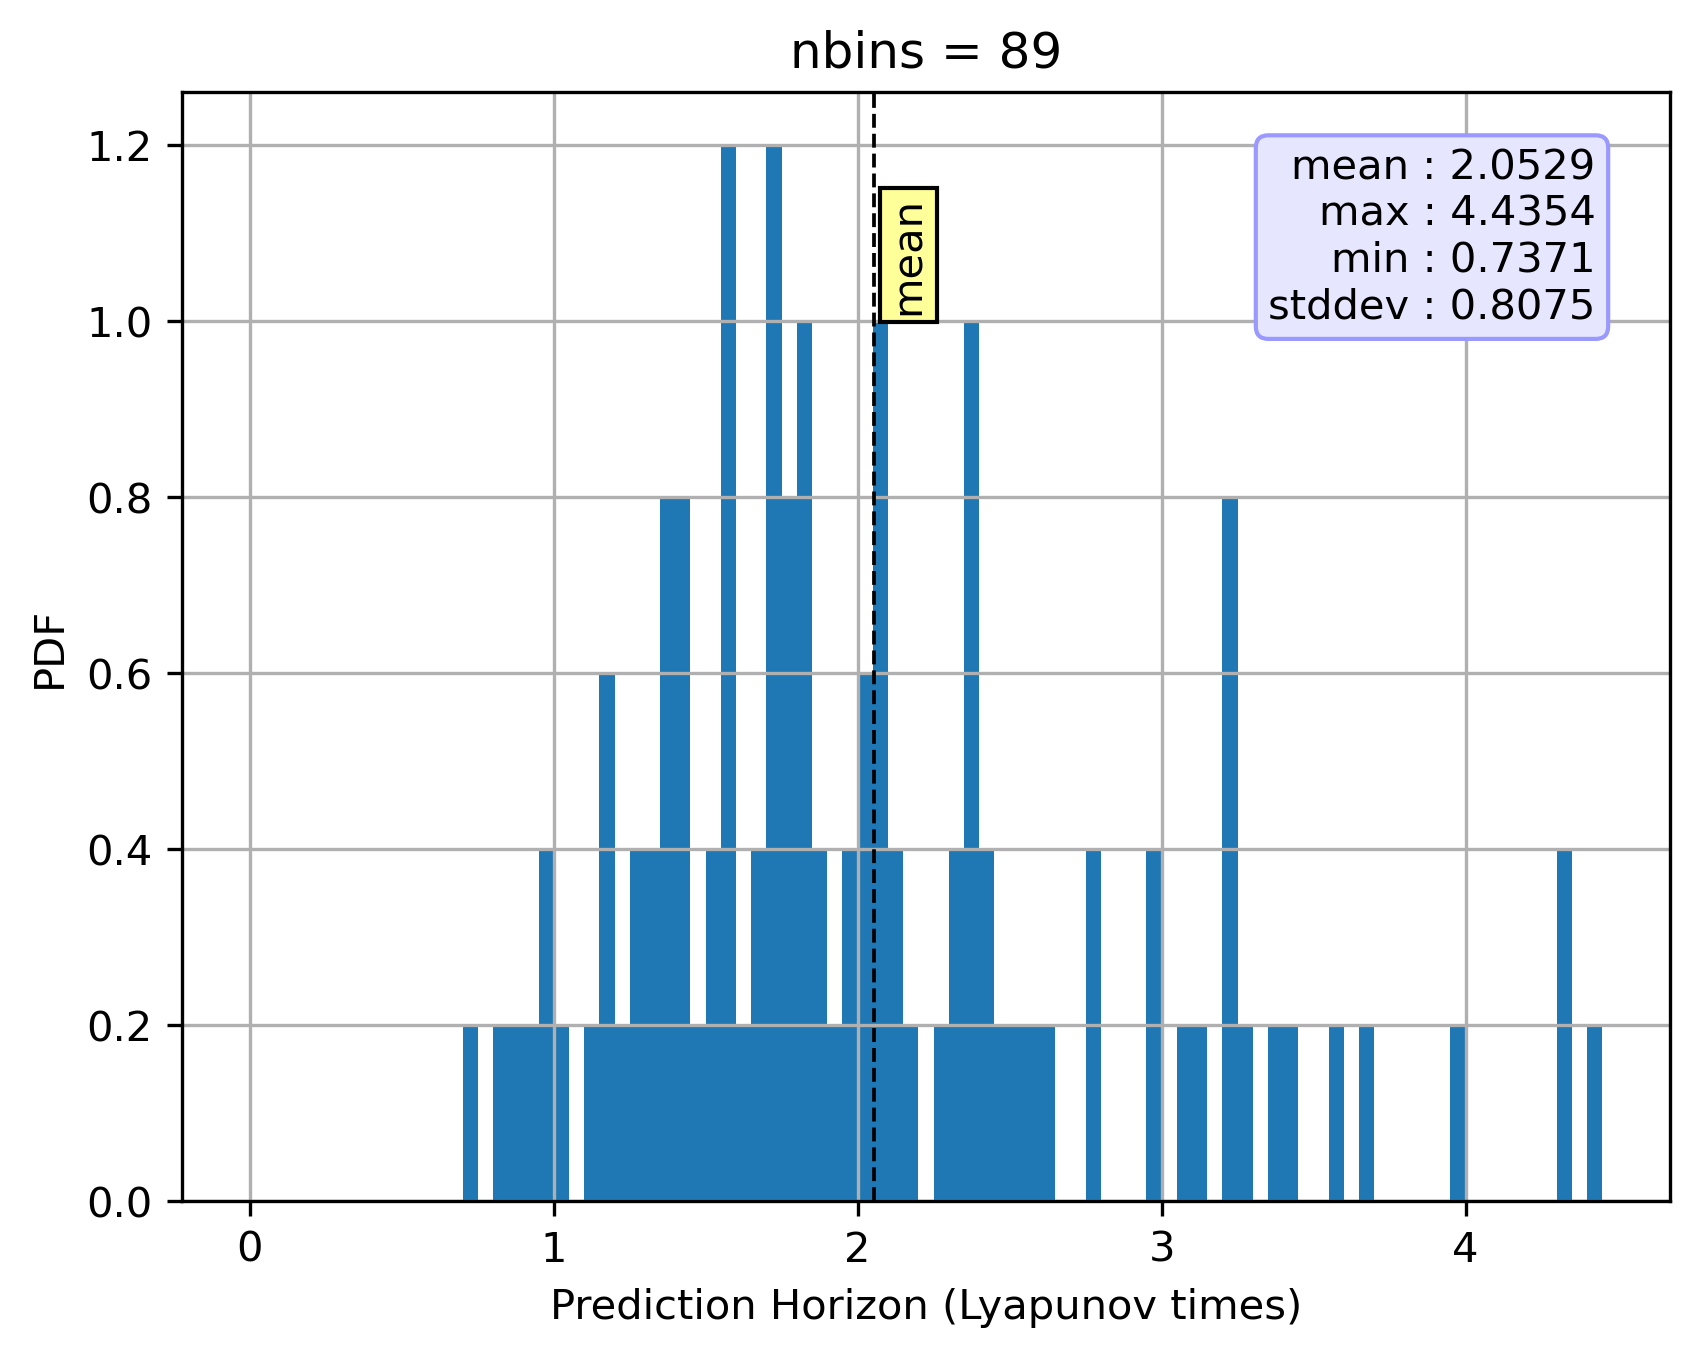 nbins = 89
1.2
1.0
0.8
0.6
0.4
0.2
0.0
PDF
mean
mean : 2.0529
max : 4.4354
min : 0.7371
stddev : 0.8075
0 1 2 3 4
Prediction Horizon (Lyapunov times)